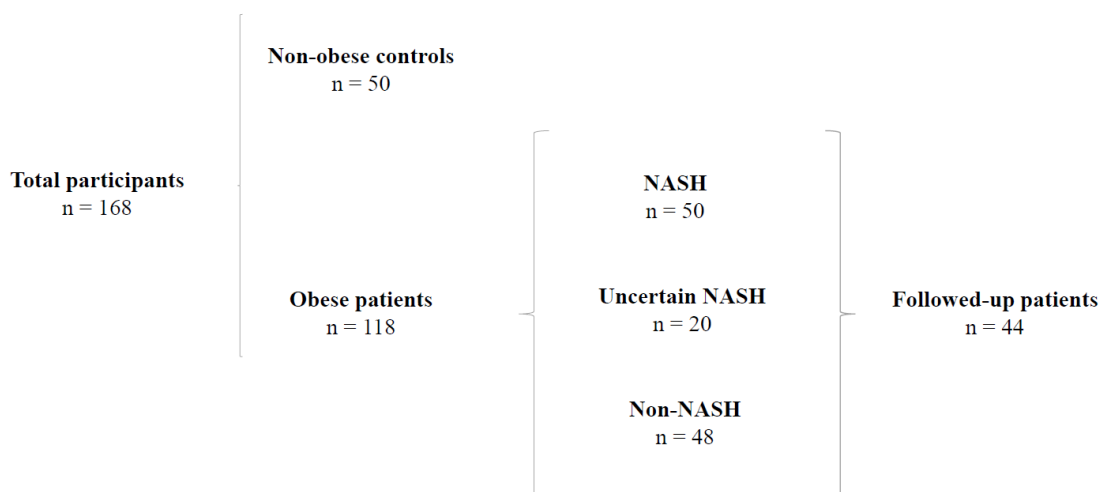 Non-obese controls
n = 50
Total participants
n = 168
NASH
n = 50
Obese patients
n = 118
Uncertain NASH
n = 20
Followed-up patients
n = 44
Non-NASH
n = 48